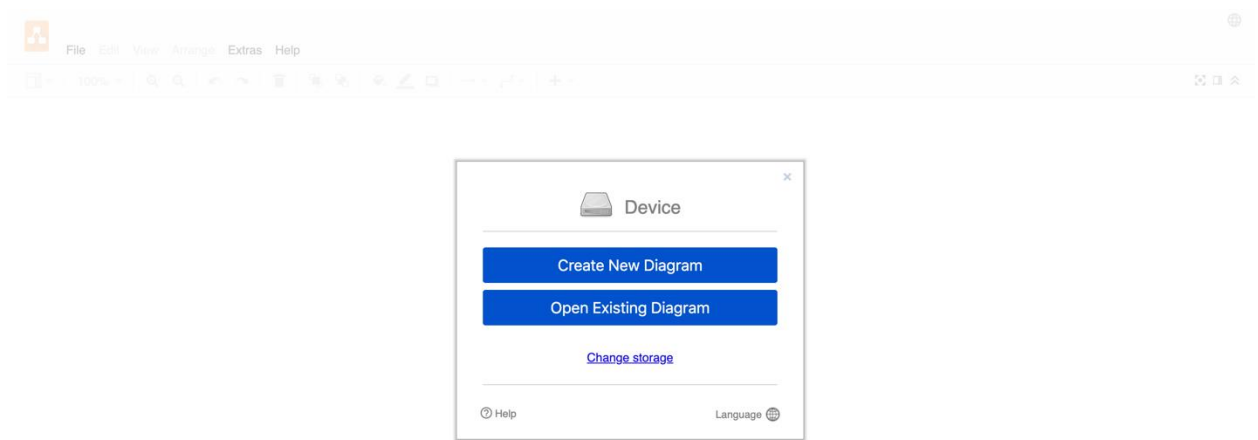 File Edit View Arrange Extras Help
100%
Device
Create New Diagram
Open Existing Diagram
Change storage
Help
Language